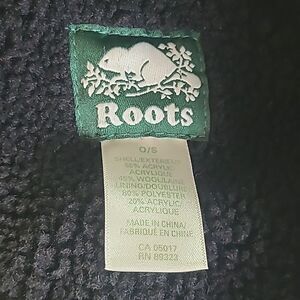 Roots
O/S
SHELL/EXTERIEUR
55% ACRYLIC
ACRYLIQUE
45% WOOL/LAINE
LINING/DOUBLURE
80% POLYESTER
20% ACRYLIC/
ACRYLIQUE
MADE IN CHINA/
FABRIQUÉ EN CHINE
CA 05017
RN 89323